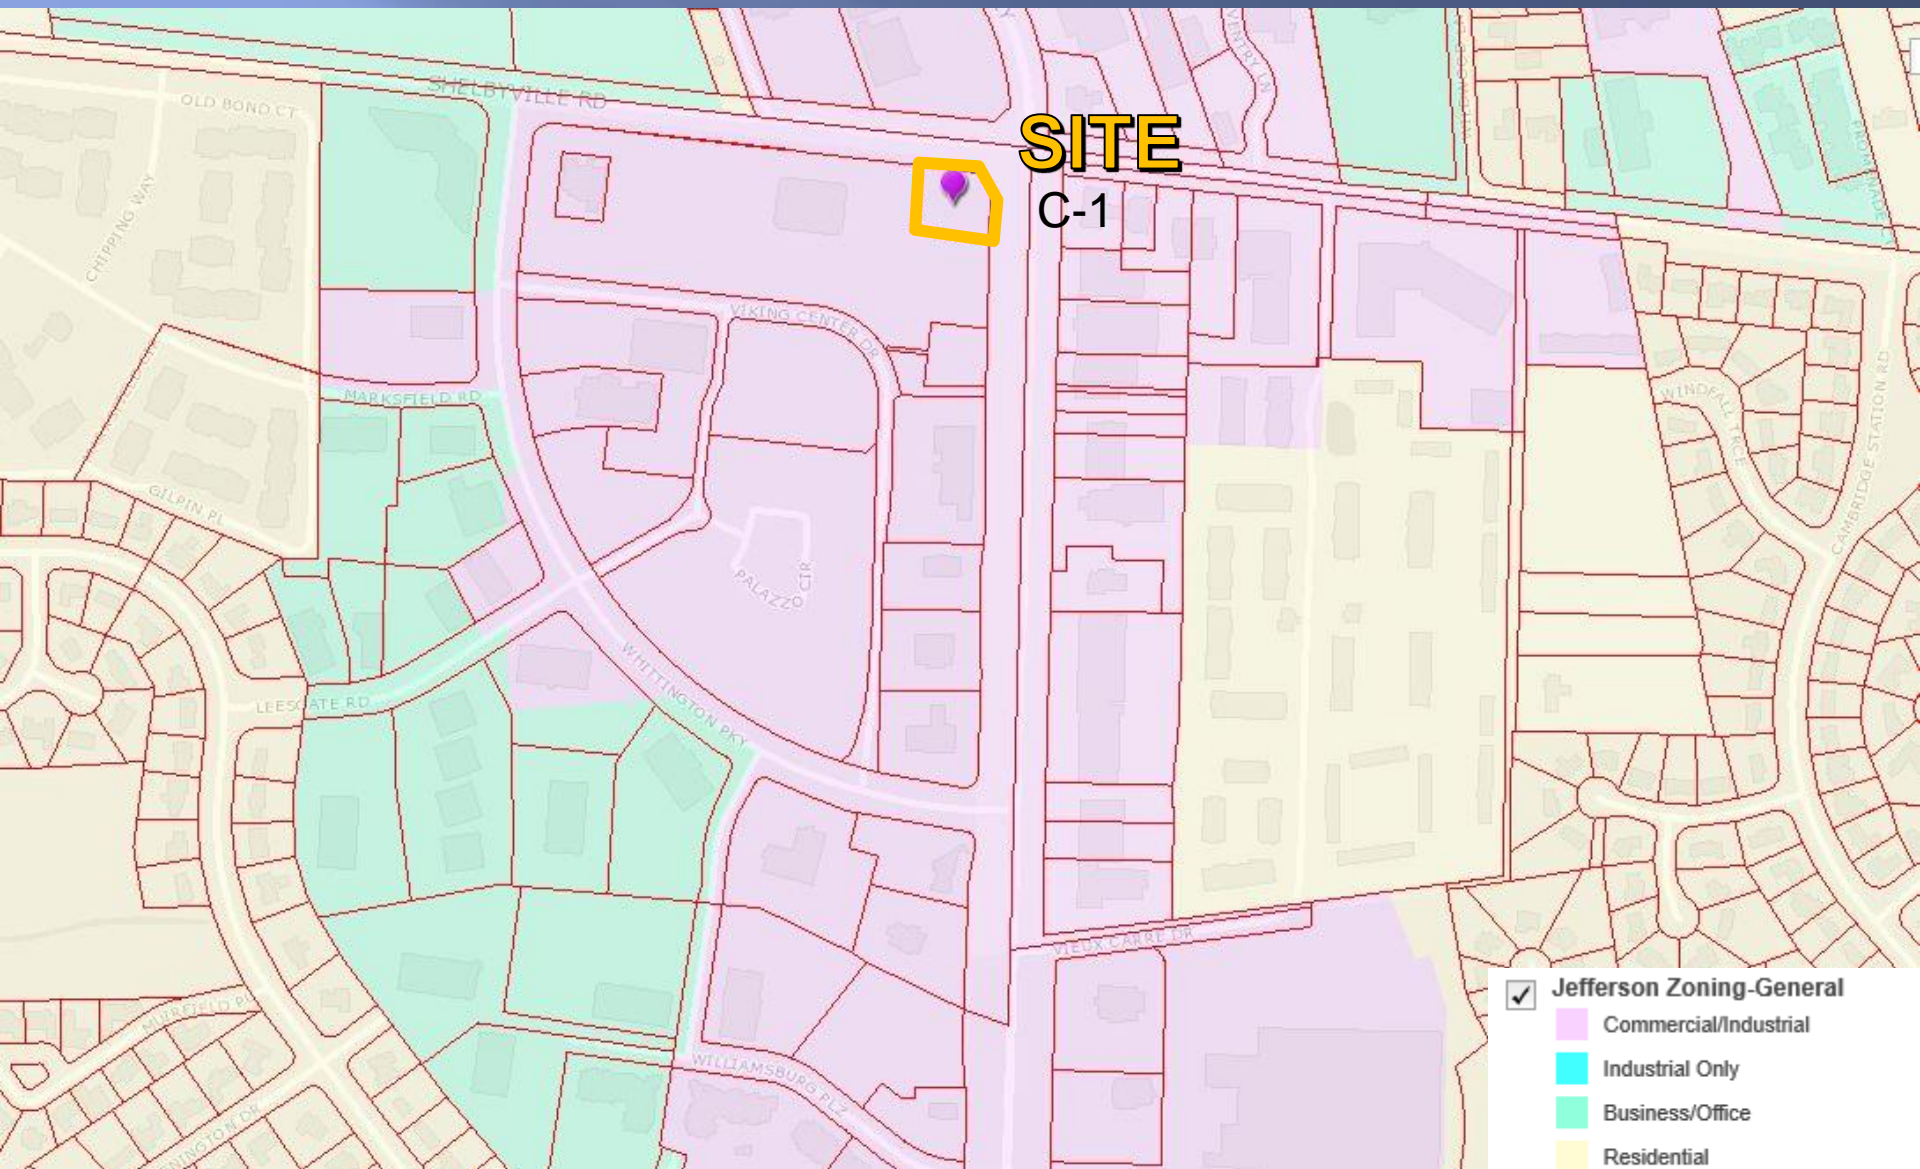 SHELBYVILLE RD
OLD BOND CT
SITE
C-1
CHIPPING WAY
VIKING CENTER DR
MARKSFIELD RD
WINDFALL TRCE
CAMBRIDGE STATION RD
GILPIN PL
PALAZZO CIR
WHITTINGTON PKY
LEESGATE RD
VIEUX CARRE DR
MUIRFIELD PL
WILLIAMSBURG PLZ
Jefferson Zoning-General
Commercial/Industrial
Industrial Only
Business/Office
Residential